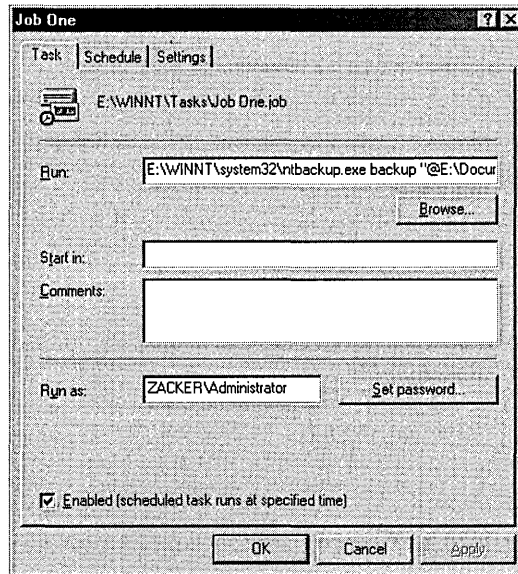 Job One
Task Schedule Settings
E:\WINNT\Tasks\Job One.job
Run:
E:\WINNT\system32\ntbackup.exe backup "@E:\Docur
Browse...
Start in:
Comments:
Run as:
ZACKER\Administrator
Set password...
Enabled (scheduled task runs at specified time)
OK Cancel Apply